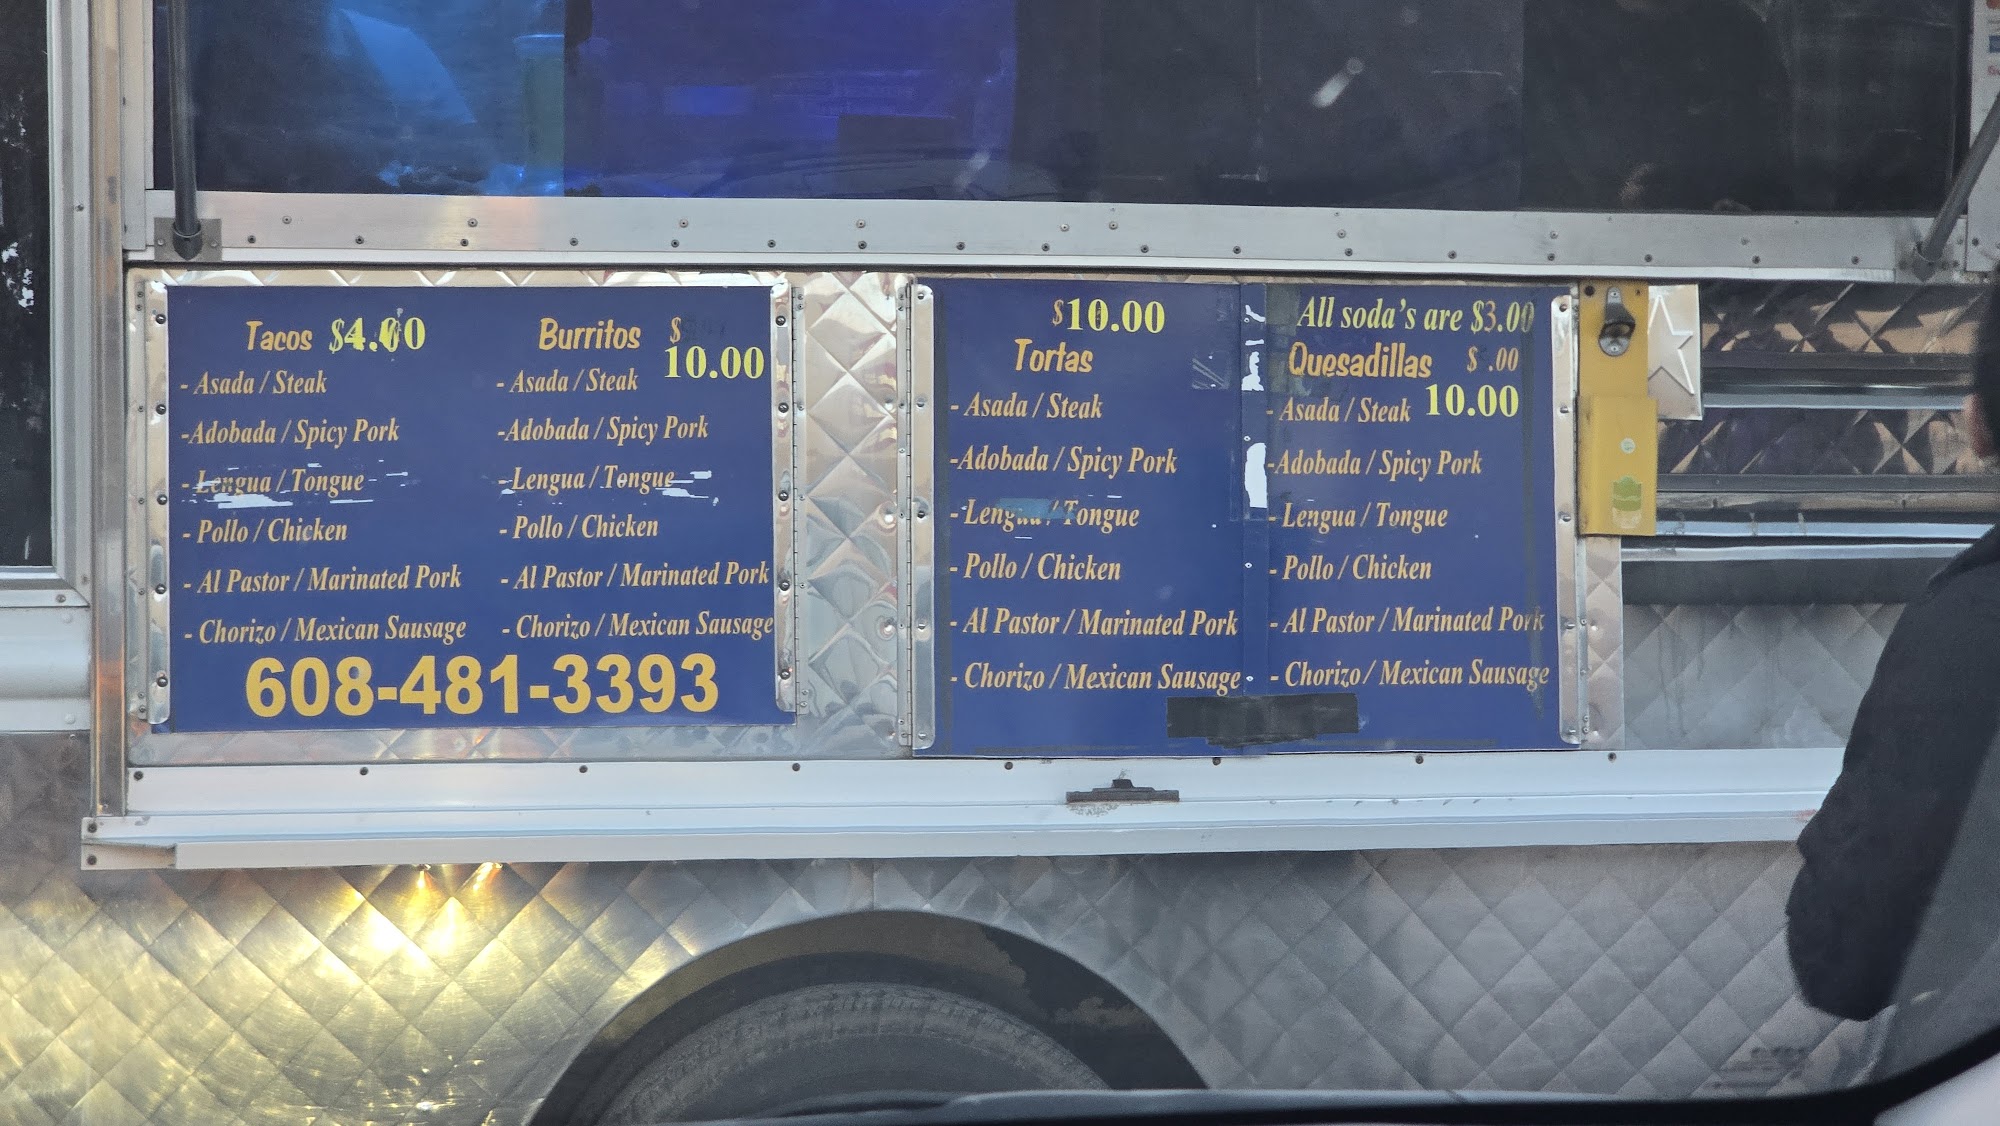 Tacos $4.00
- Asada / Steak
-Adobada / Spicy Pork
- Lengua / Tongue
- Pollo / Chicken
- Al Pastor / Marinated Pork
- Chorizo / Mexican Sausage
Burritos $
10.00
- Asada / Steak
-Adobada / Spicy Pork
-Lengua / Tongue
- Pollo / Chicken
- Al Pastor / Marinated Pork
- Chorizo / Mexican Sausage
608-481-3393
$10.00
Tortas
- Asada / Steak
-Adobada / Spicy Pork
-Lengua / Tongue
- Pollo / Chicken
- Al Pastor / Marinated Pork
- Chorizo / Mexican Sausage
All soda's are $3.00
Quesadillas $ .00
10.00
- Asada / Steak
-Adobada / Spicy Pork
-Lengua / Tongue
- Pollo / Chicken
- Al Pastor / Marinated Pork
- Chorizo / Mexican Sausage